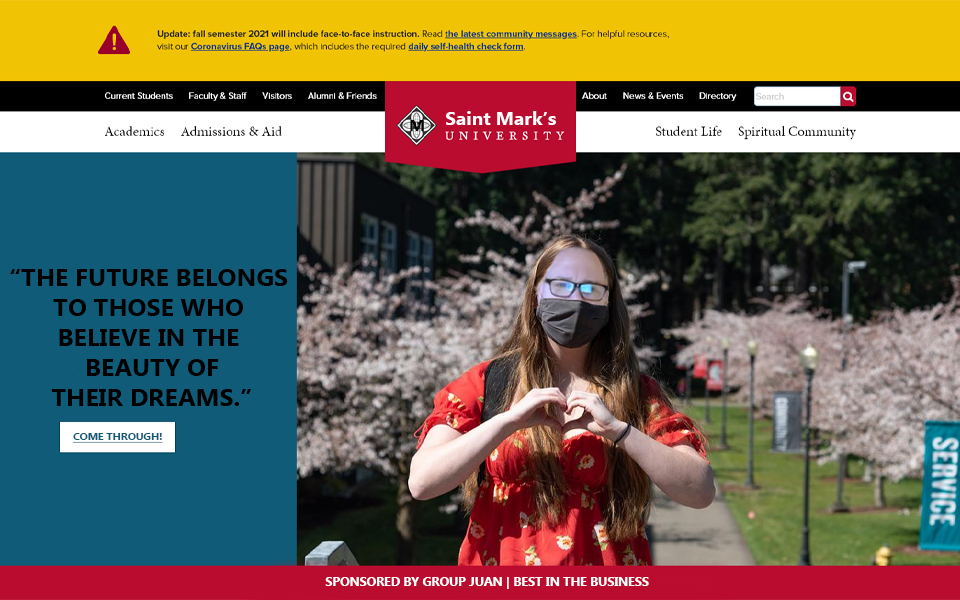 Update: fall semester 2021 will include face-to-face instruction. Read the latest community messages. For helpful resources,
visit our Coronavirus FAQs page, which includes the required daily self-health check form.
Current Students Faculty & Staff Visitors Alumni & Friends About News & Events Directory Search
Saint Mark's
UNIVERSITY
Academics Admissions & Aid Student Life Spiritual Community
“THE FUTURE BELONGS
TO THOSE WHO
BELIEVE IN THE
BEAUTY OF
THEIR DREAMS.”
COME THROUGH!
SERVICE
SPONSORED BY GROUP JUAN | BEST IN THE BUSINESS